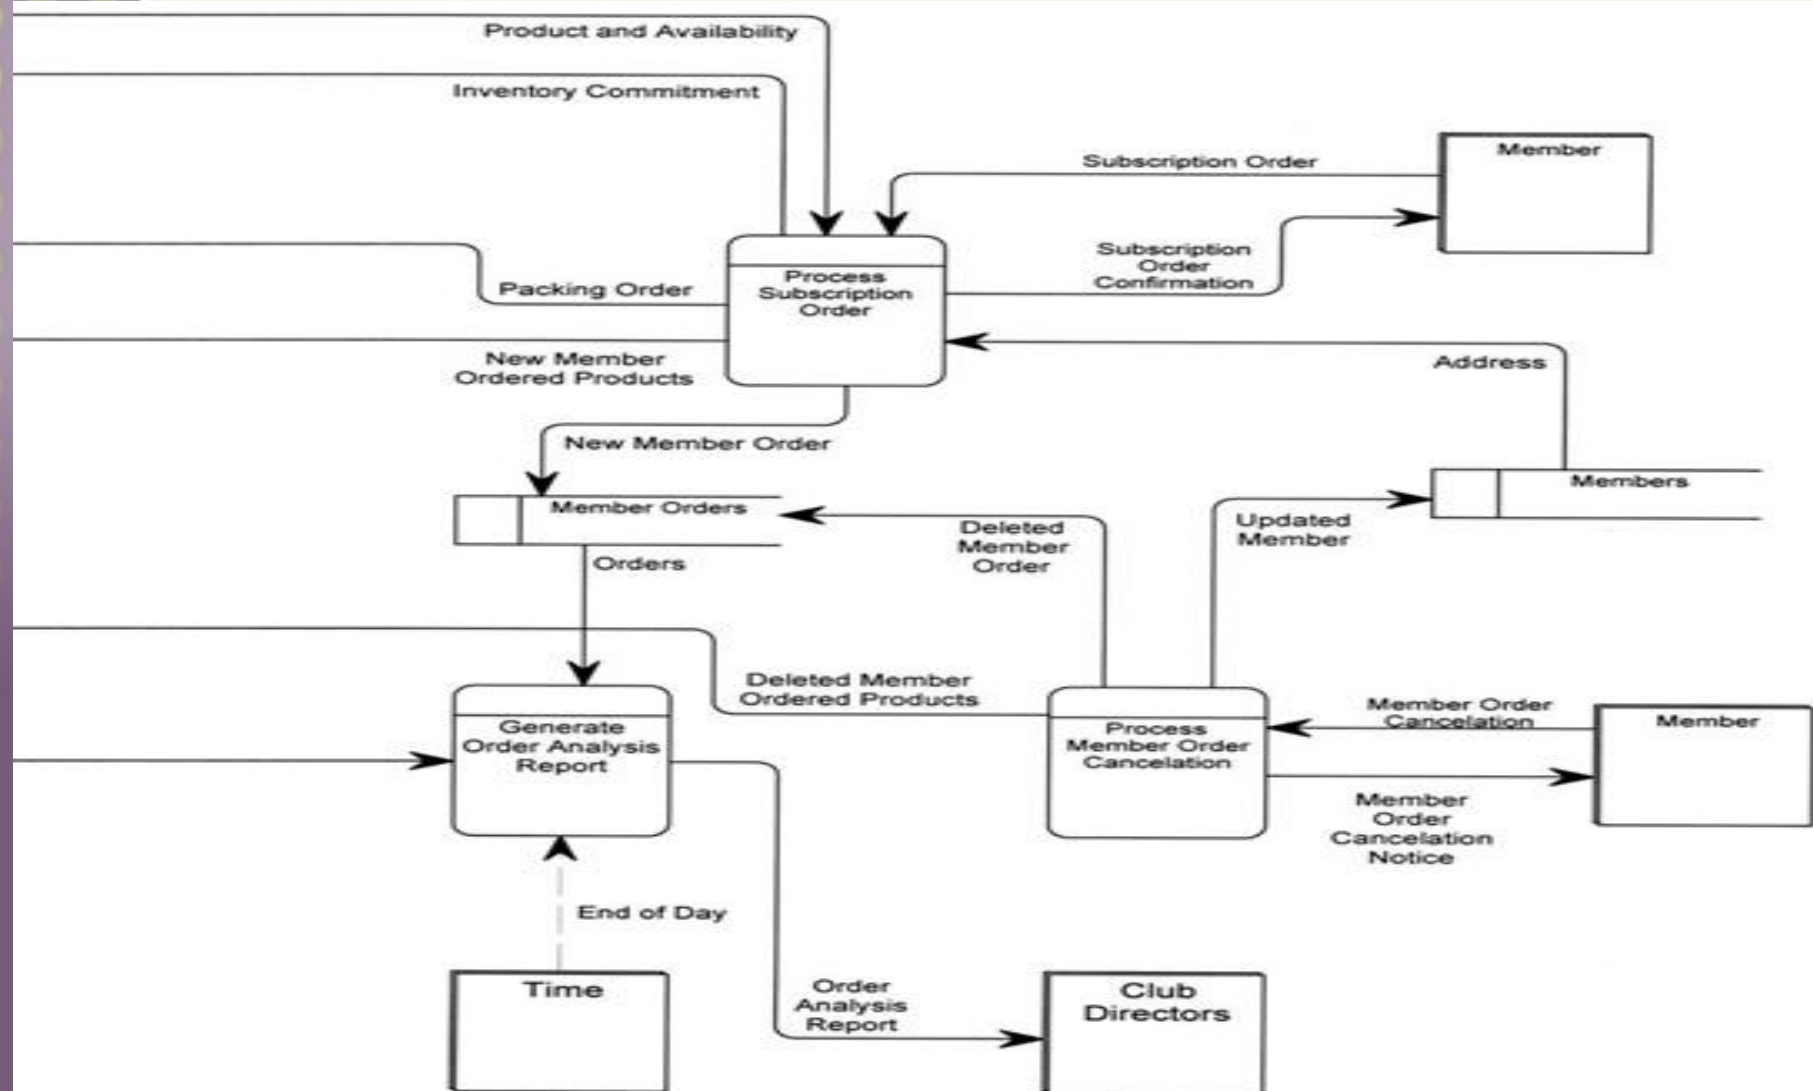 Product and Availability
Inventory Commitment
Subscription Order
Member
Subscription
Order
Confirmation
Packing Order
Process
Subscription
Order
New Member
Ordered Products
Address
New Member Order
Member Orders
Members
Deleted
Member
Order
Updated
Member
Orders
Deleted Member
Ordered Products
Generate
Order Analysis
Report
Process
Member Order
Cancelation
Member Order
Cancelation
Member
Member
Order
Cancelation
Notice
End of Day
Time
Order
Analysis
Report
Club
Directors